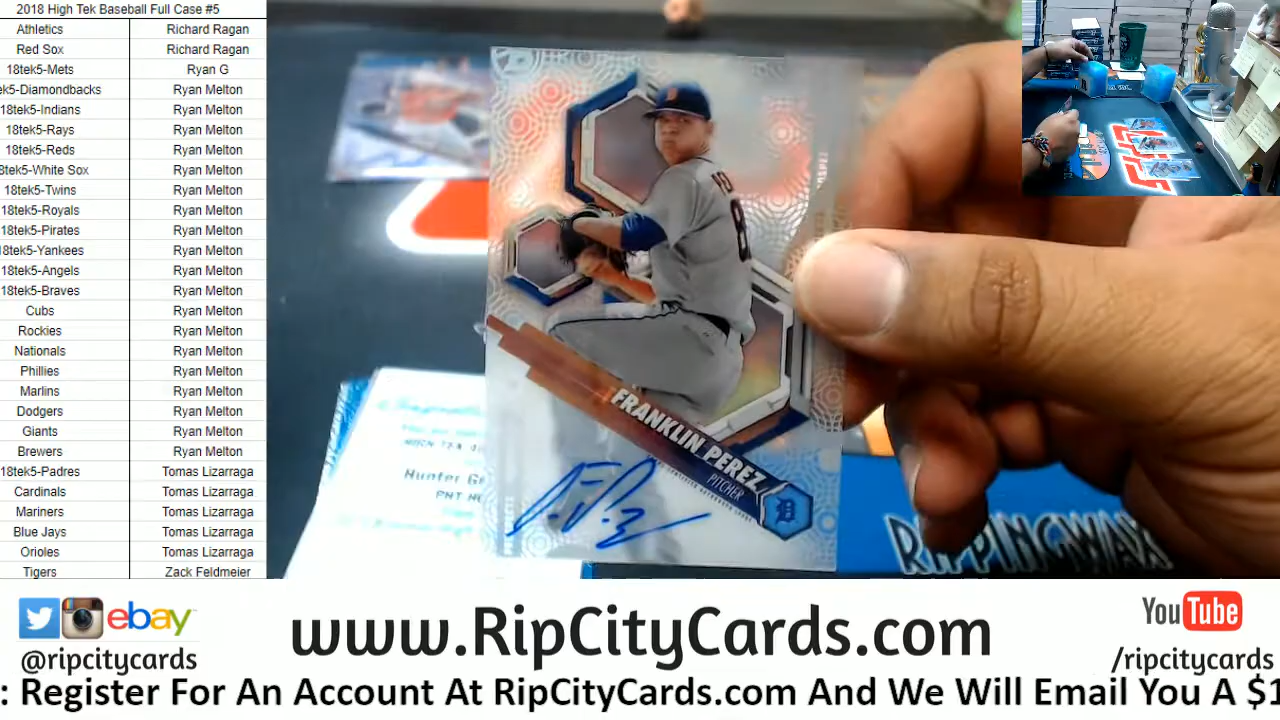 2018 High Tek Baseball Full Case #5
Athletics Richard Ragan
Red Sox Richard Ragan
18tek5-Mets Ryan G
ek5-Diamondbacks Ryan Melton
18tek5-Indians Ryan Melton
18tek5-Rays Ryan Melton
18tek5-Reds Ryan Melton
8tek5-White Sox Ryan Melton
18tek5-Twins Ryan Melton
18tek5-Royals Ryan Melton
18tek5-Pirates Ryan Melton
18tek5-Yankees Ryan Melton
18tek5-Angels Ryan Melton
18tek5-Braves Ryan Melton
Cubs Ryan Melton
Rockies Ryan Melton
Nationals Ryan Melton
Phillies Ryan Melton
Marlins Ryan Melton
Dodgers Ryan Melton
Giants Ryan Melton
Brewers Ryan Melton
18tek5-Padres Tomas Lizarraga
Cardinals Tomas Lizarraga
Mariners Tomas Lizarraga
Blue Jays Tomas Lizarraga
Orioles Tomas Lizarraga
Tigers Zack Feldmeier
FRANKLIN PEREZ
PITCHER
D
Hunter
RIPPINGWAX
ebay
@ripcitycards
www.RipCityCards.com
YouTube
/ripcitycards
: Register For An Account At RipCityCards.com And We Will Email You A $1